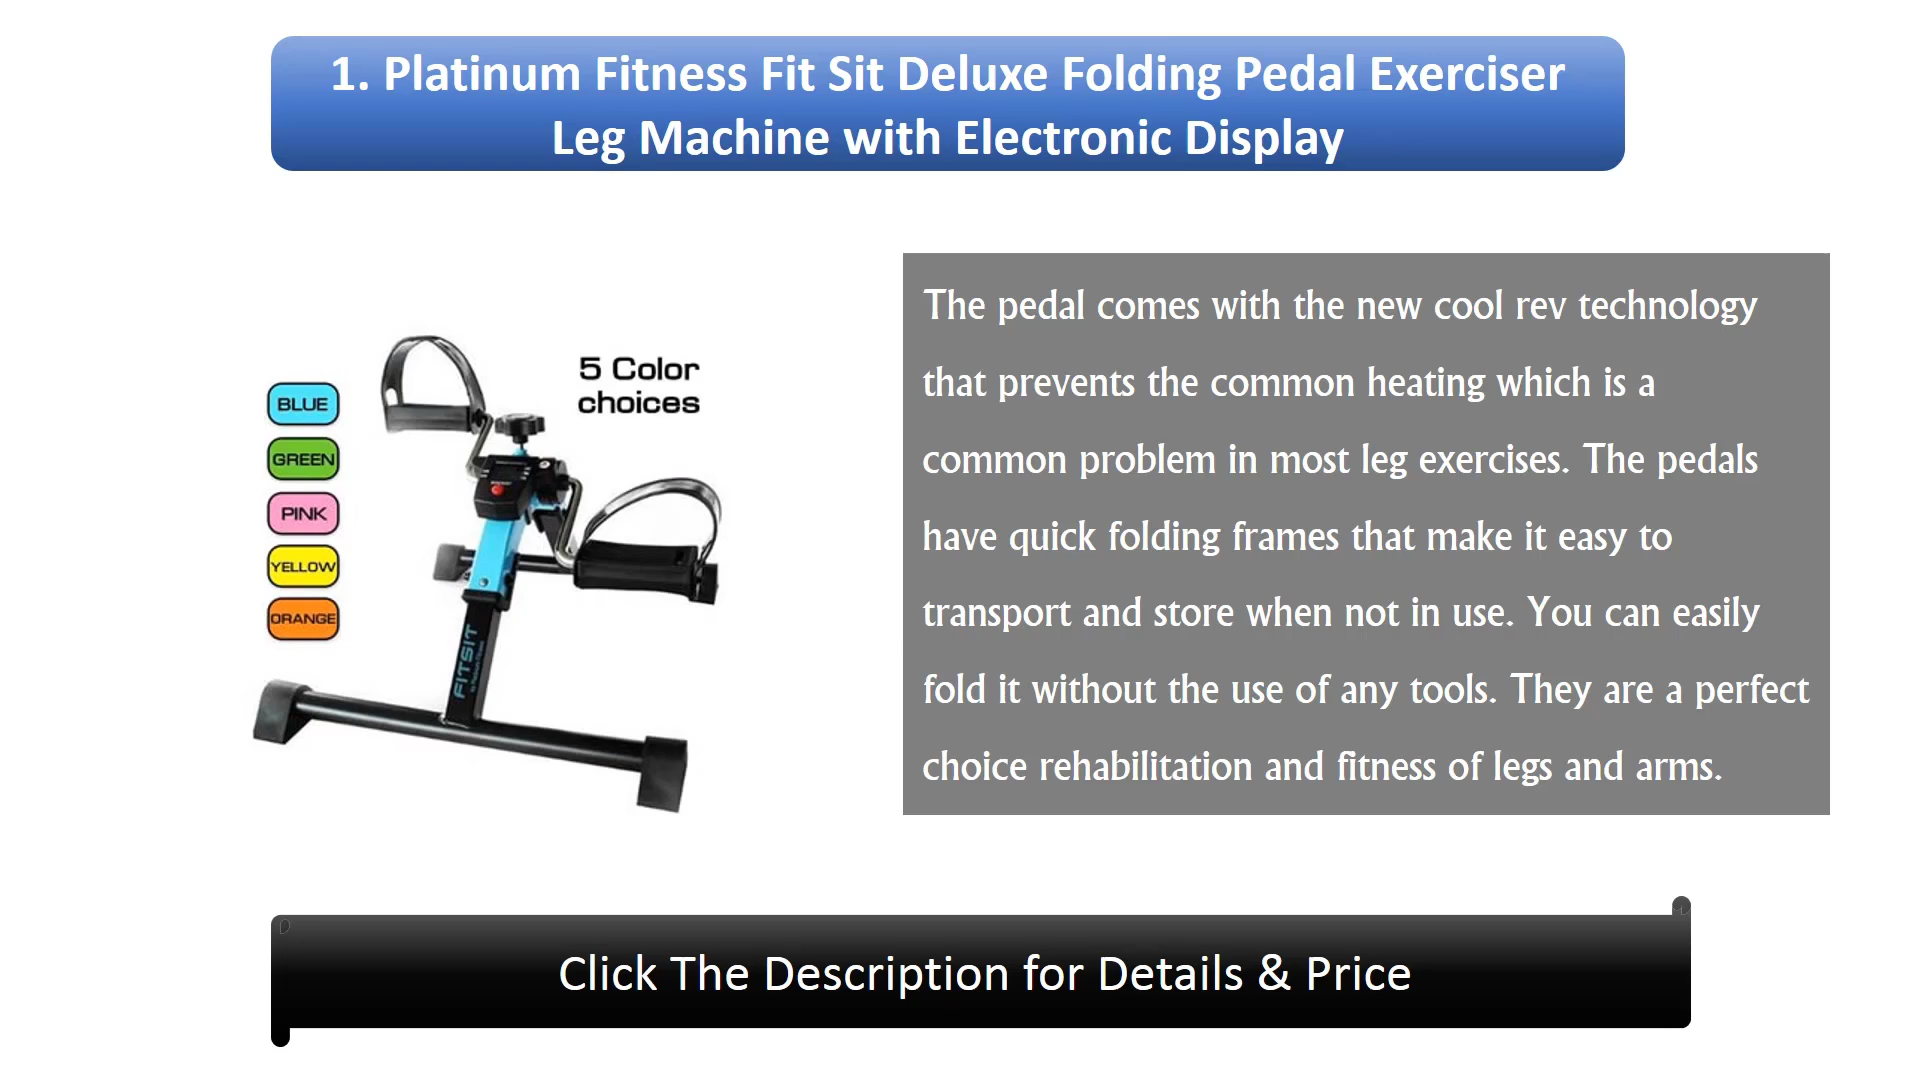 1. Platinum Fitness Fit Sit Deluxe Folding Pedal Exerciser
Leg Machine with Electronic Display
5 Color
choices
BLUE
GREEN
PINK
YELLOW
ORANGE
FITSIT
The pedal comes with the new cool rev technology
that prevents the common heating which is a
common problem in most leg exercises. The pedals
have quick folding frames that make it easy to
transport and store when not in use. You can easily
fold it without the use of any tools. They are a perfect
choice rehabilitation and fitness of legs and arms.
Click The Description for Details & Price